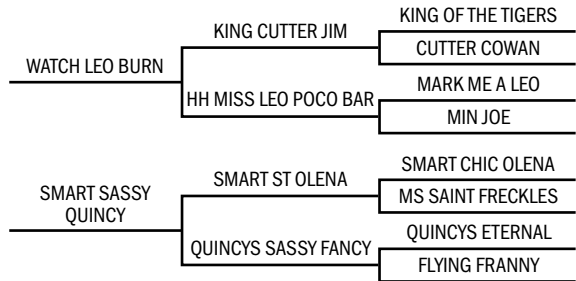 KING OF THE TIGERS
KING CUTTER JIM
CUTTER COWAN
WATCH LEO BURN
MARK ME A LEO
HH MISS LEO POCO BAR
MIN JOE
SMART CHIC OLENA
SMART ST OLENA
MS SAINT FRECKLES
SMART SASSY
QUINCY
QUINCYS ETERNAL
QUINCYS SASSY FANCY
FLYING FRANNY